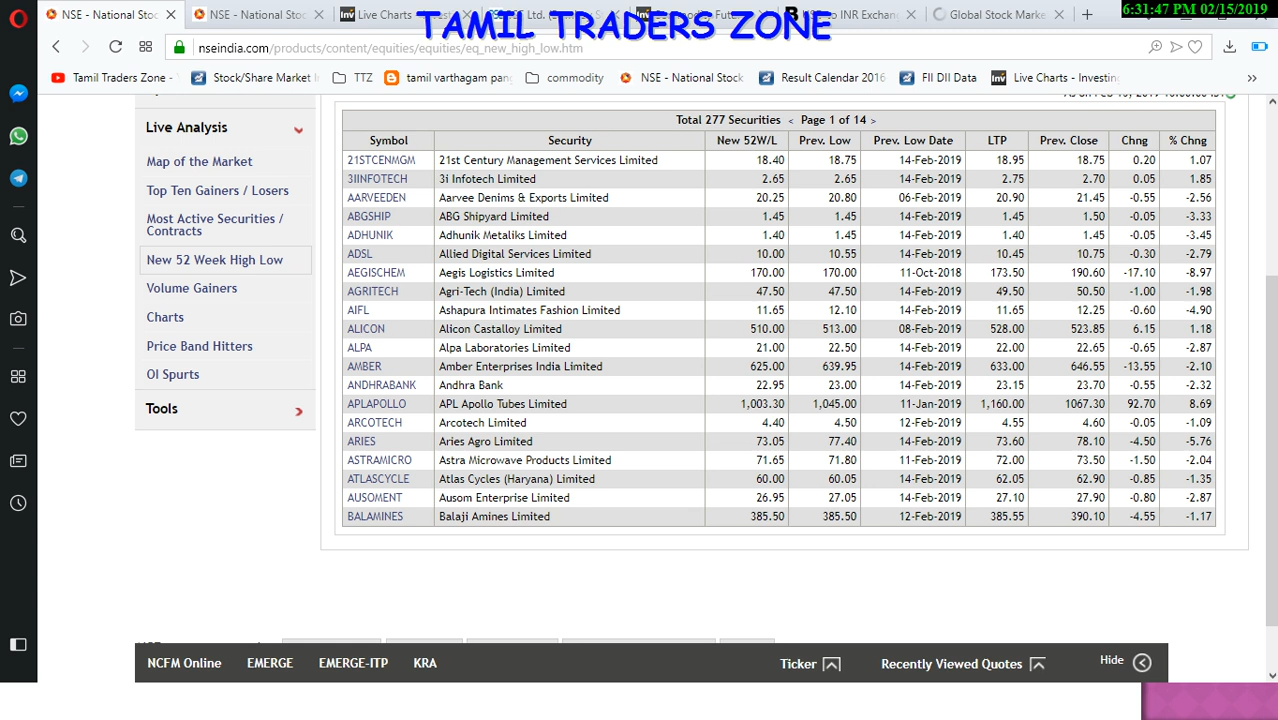 NSE - National Stoc
NSE - National Stoc
Live Charts
TAMIL TRADERS ZONE
INR Exchan
Global Stock Mark
6:31:47 PM 02/15/2019
nseindia.com/products/content/equities/equities/eq_new_high_low.htm
Tamil Traders Zone -
Stock/Share Market I
TTZ
tamil varthagam pan
commodity
NSE - National Stoc
Result Calendar 2016
FII DII Data
Live Charts - Investin
Live Analysis
Map of the Market
Top Ten Gainers / Losers
Most Active Securities /
Contracts
New 52 Week High Low
Volume Gainers
Charts
Price Band Hitters
OI Spurts
Tools
Total 277 Securities < Page 1 of 14 >
Symbol Security New 52W/L Prev. Low Prev. Low Date LTP Prev. Close Chng % Chng
21STCENMGM 21st Century Management Services Limited 18.40 18.75 14-Feb-2019 18.95 18.75 0.20 1.07
3IINFOTECH 3i Infotech Limited 2.65 2.65 14-Feb-2019 2.75 2.70 0.05 1.85
AARVEEDEN Aarvee Denims & Exports Limited 20.25 20.80 06-Feb-2019 20.90 21.45 -0.55 -2.56
ABGSHIP ABG Shipyard Limited 1.45 1.45 14-Feb-2019 1.45 1.50 -0.05 -3.33
ADHUNIK Adhunik Metaliks Limited 1.40 1.45 14-Feb-2019 1.40 1.45 -0.05 -3.45
ADSL Allied Digital Services Limited 10.00 10.55 14-Feb-2019 10.45 10.75 -0.30 -2.79
AEGISCHEM Aegis Logistics Limited 170.00 170.00 11-Oct-2018 173.50 190.60 -17.10 -8.97
AGRITECH Agri-Tech (India) Limited 47.50 47.50 14-Feb-2019 49.50 50.50 -1.00 -1.98
AIFL Ashapura Intimates Fashion Limited 11.65 12.10 14-Feb-2019 11.65 12.25 -0.60 -4.90
ALICON Alicon Castalloy Limited 510.00 513.00 08-Feb-2019 528.00 523.85 6.15 1.18
ALPA Alpa Laboratories Limited 21.00 22.50 14-Feb-2019 22.00 22.65 -0.65 -2.87
AMBER Amber Enterprises India Limited 625.00 639.95 14-Feb-2019 633.00 646.55 -13.55 -2.10
ANDHRABANK Andhra Bank 22.95 23.00 14-Feb-2019 23.15 23.70 -0.55 -2.32
APLAPOLLO APL Apollo Tubes Limited 1,003.30 1,045.00 11-Jan-2019 1,160.00 1067.30 92.70 8.69
ARCOTECH Arcotech Limited 4.40 4.50 12-Feb-2019 4.55 4.60 -0.05 -1.09
ARIES Aries Agro Limited 73.05 77.40 14-Feb-2019 73.60 78.10 -4.50 -5.76
ASTRAMICRO Astra Microwave Products Limited 71.65 71.80 11-Feb-2019 72.00 73.50 -1.50 -2.04
ATLASCYCLE Atlas Cycles (Haryana) Limited 60.00 60.05 14-Feb-2019 62.05 62.90 -0.85 -1.35
AUSOMENT Ausom Enterprise Limited 26.95 27.05 14-Feb-2019 27.10 27.90 -0.80 -2.87
BALAMINES Balaji Amines Limited 385.50 385.50 12-Feb-2019 385.55 390.10 -4.55 -1.17
NCFM Online
EMERGE
EMERGE-ITP
KRA
Ticker
Recently Viewed Quotes
Hide